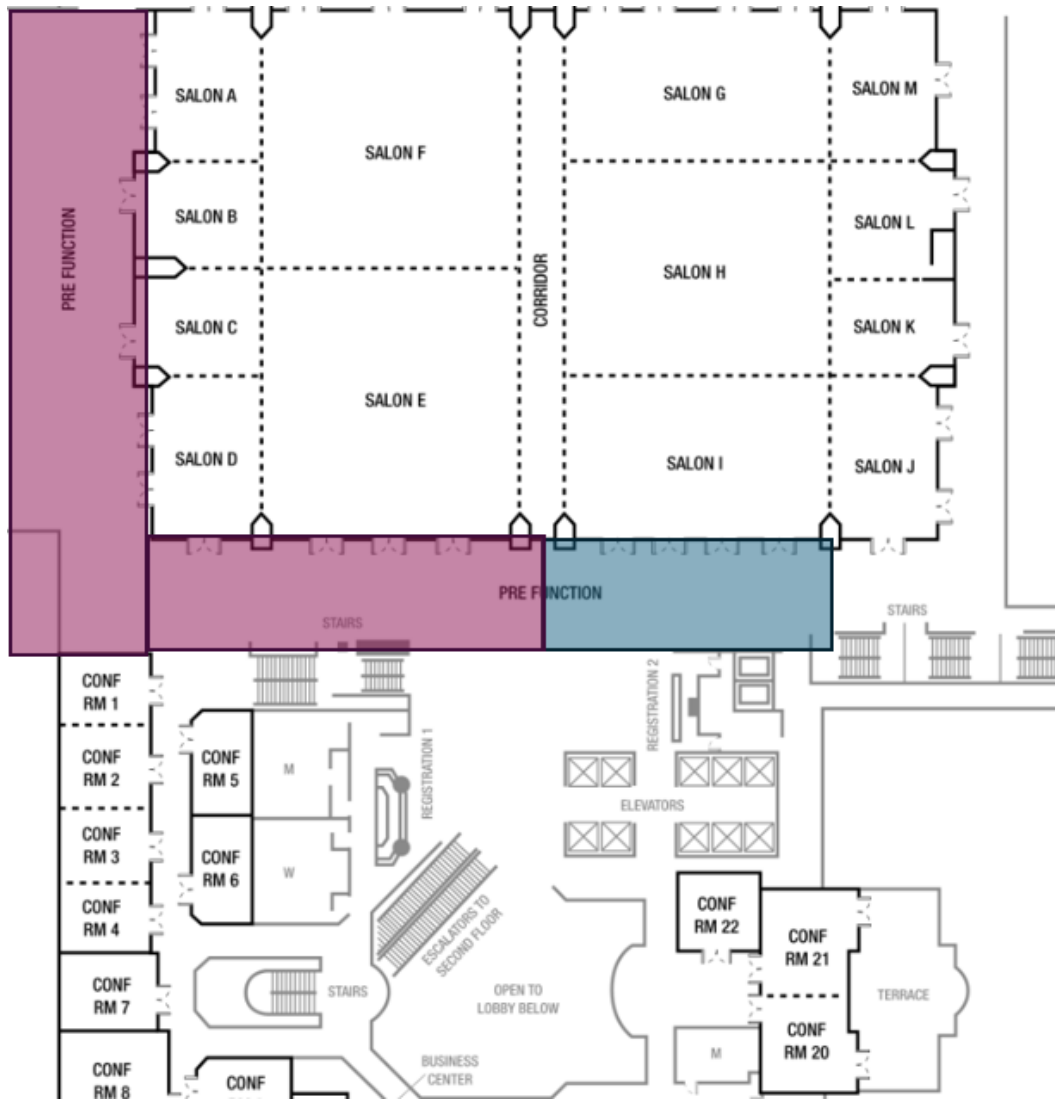 SALON A
SALON F
SALON G
SALON M
SALON B
SALON L
PRE FUNCTION
CORRIDOR
SALON H
SALON C
SALON K
SALON E
SALON D
SALON I
SALON J
PRE FUNCTION
STAIRS
STAIRS
CONF
RM 1
REGISTRATION 2
CONF
RM 2
CONF
RM 5
M
REGISTRATION 1
ELEVATORS
CONF
RM 3
CONF
RM 6
W
CONF
RM 4
ESCALATORS TO
SECOND FLOOR
CONF
RM 22
CONF
RM 21
CONF
RM 7
STAIRS
OPEN TO
LOBBY BELOW
TERRACE
CONF
RM 20
M
BUSINESS
CENTER
CONF
RM 8
CONF